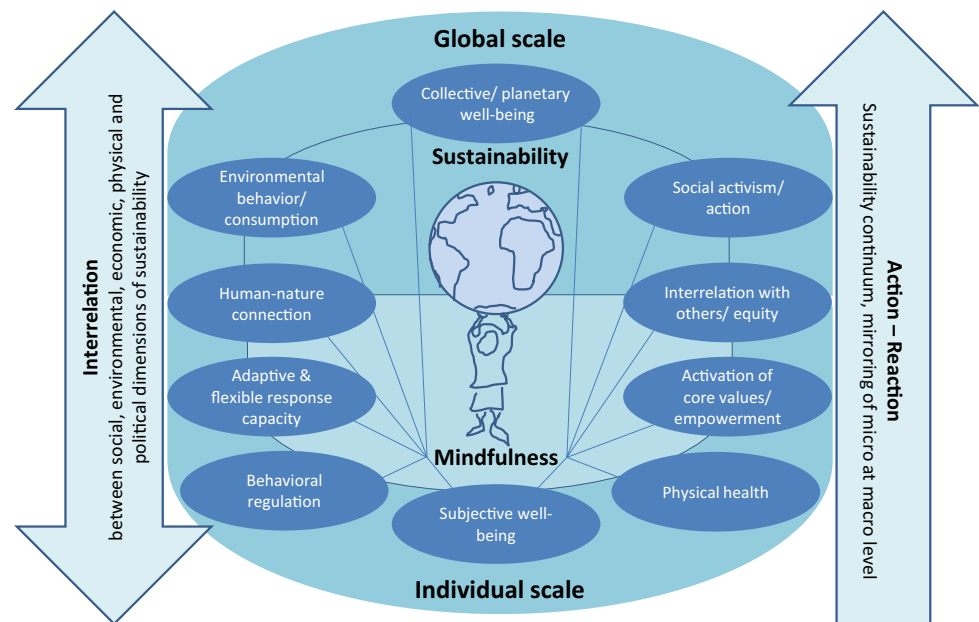 Global scale
Collective/ planetary
well-being
Sustainability
Environmental
behavior/
consumption
Social activism/
action
Human-nature
connection
Interrelation with
others/ equity
Adaptive &
flexible response
capacity
Activation of
core values/
empowerment
Mindfulness
Behavioral
regulation
Physical health
Subjective well-
being
Individual scale
Interrelation
between social, environmental, economic, physical and
political dimensions of sustainability
Sustainability continuum, mirroring of micro at macro level
Action – Reaction